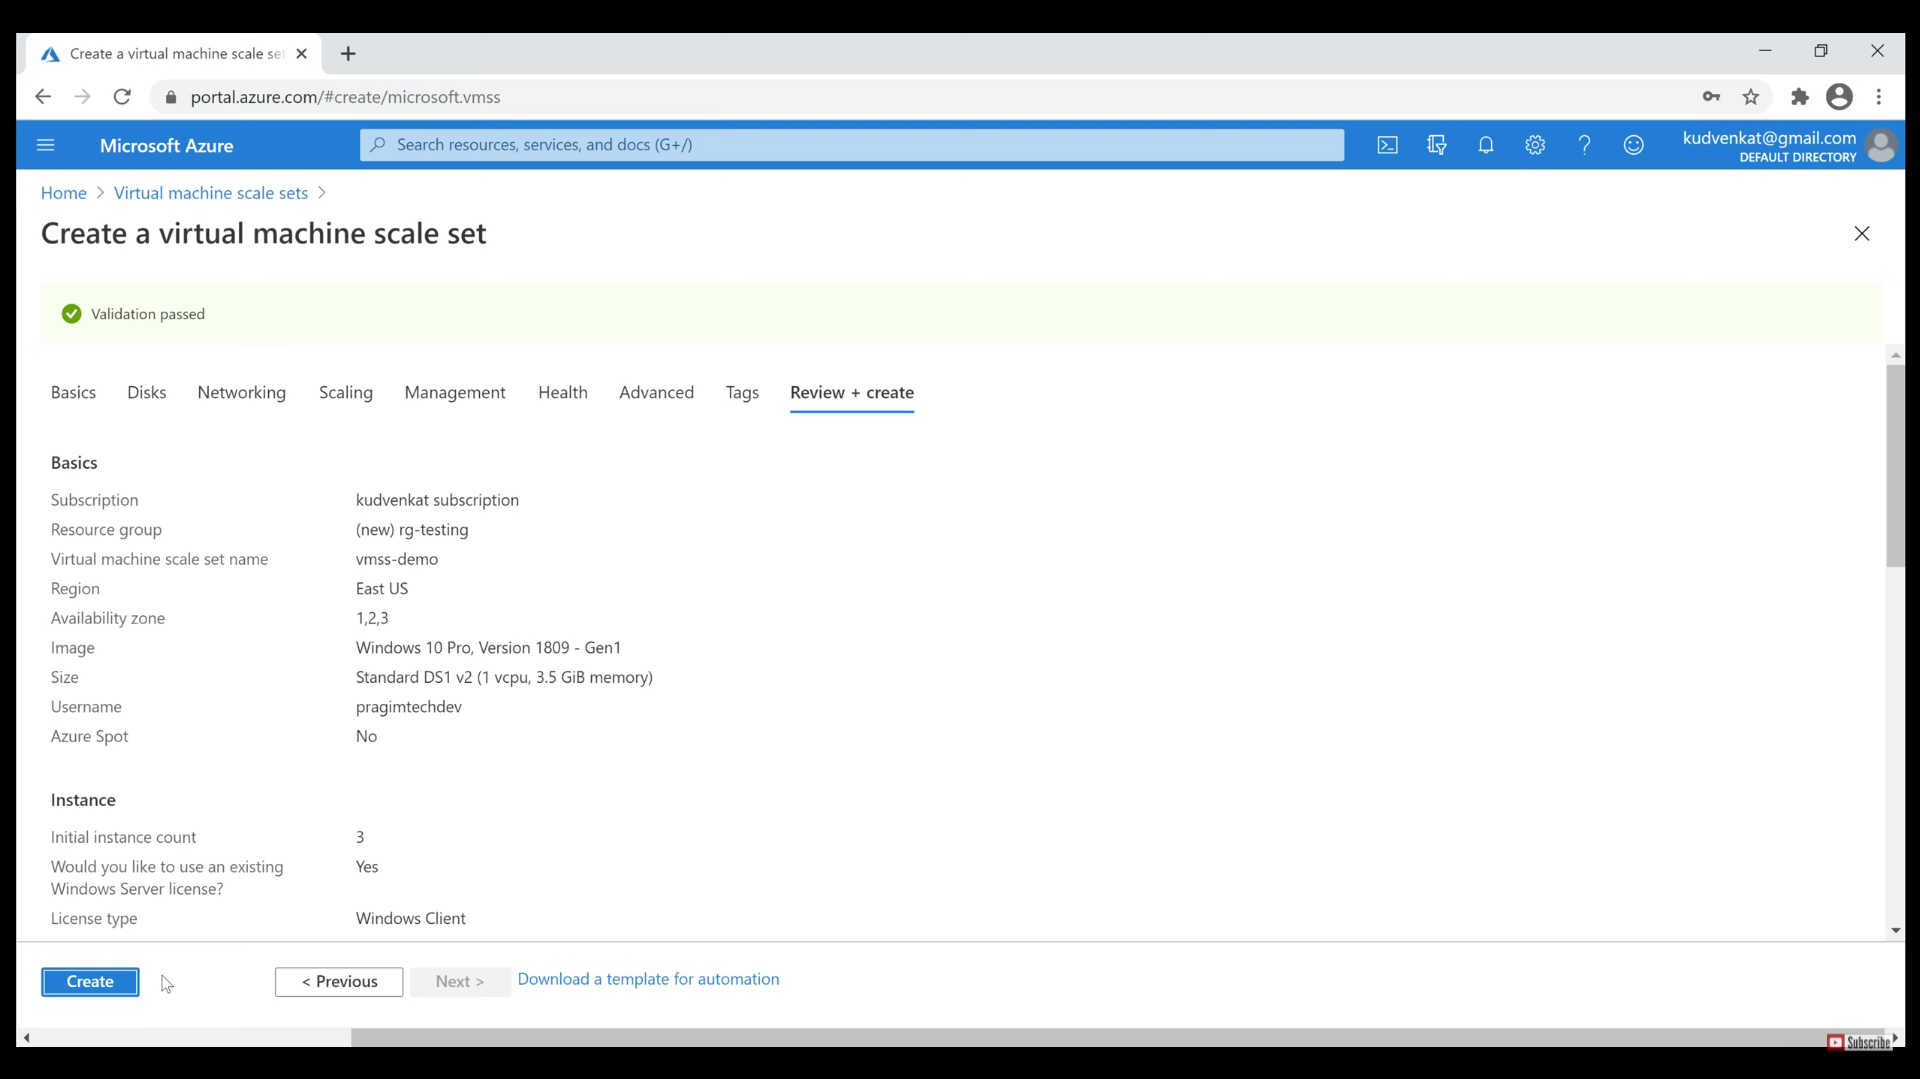 Create a virtual machine scale set
portal.azure.com/#create/microsoft.vmss
Microsoft Azure
Search resources, services, and docs (G+/)
kudvenkat@gmail.com
DEFAULT DIRECTORY
Home > Virtual machine scale sets >
Create a virtual machine scale set
Validation passed
Basics Disks Networking Scaling Management Health Advanced Tags Review + create
Basics
Subscription kudvenkat subscription
Resource group (new) rg-testing
Virtual machine scale set name vmss-demo
Region East US
Availability zone 1,2,3
Image Windows 10 Pro, Version 1809 - Gen1
Size Standard DS1 v2 (1 vcpu, 3.5 GiB memory)
Username pragimtechdev
Azure Spot No
Instance
Initial instance count 3
Would you like to use an existing Yes
Windows Server license?
License type Windows Client
Create < Previous Next > Download a template for automation
Subscribe